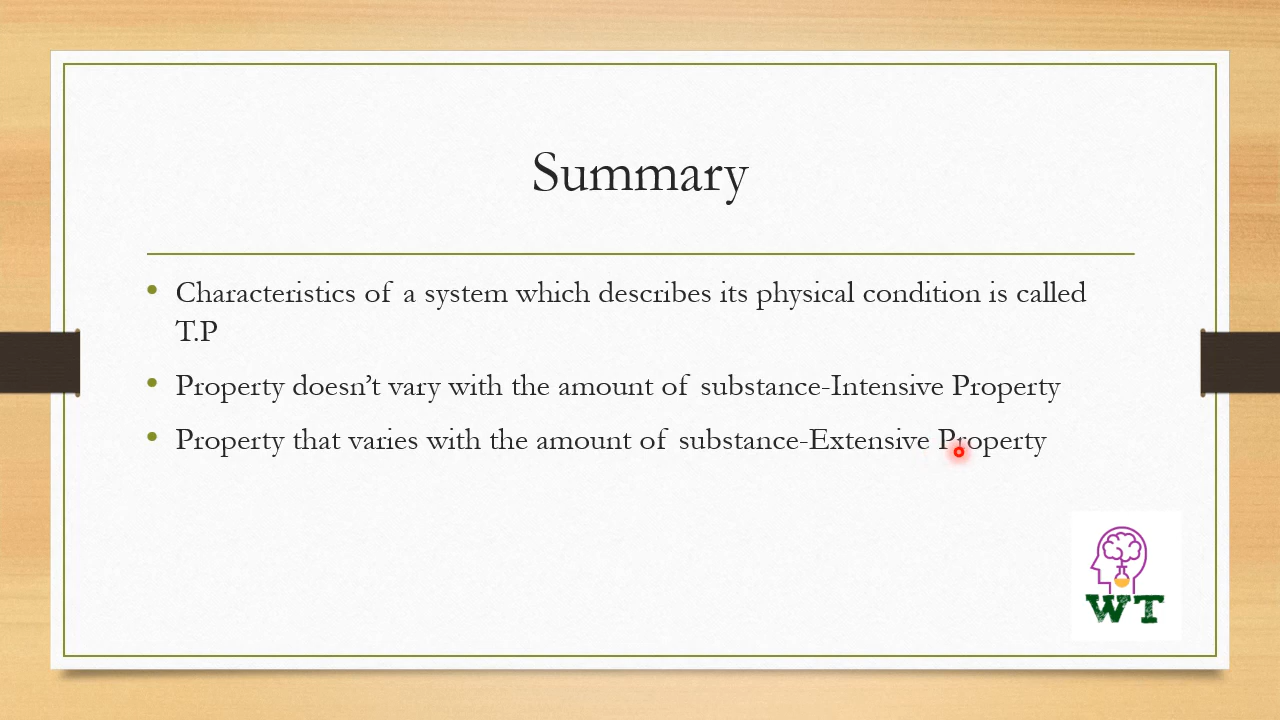 Summary
• Characteristics of a system which describes its physical condition is called
T.P
• Property doesn’t vary with the amount of substance-Intensive Property
• Property that varies with the amount of substance-Extensive Property
WT